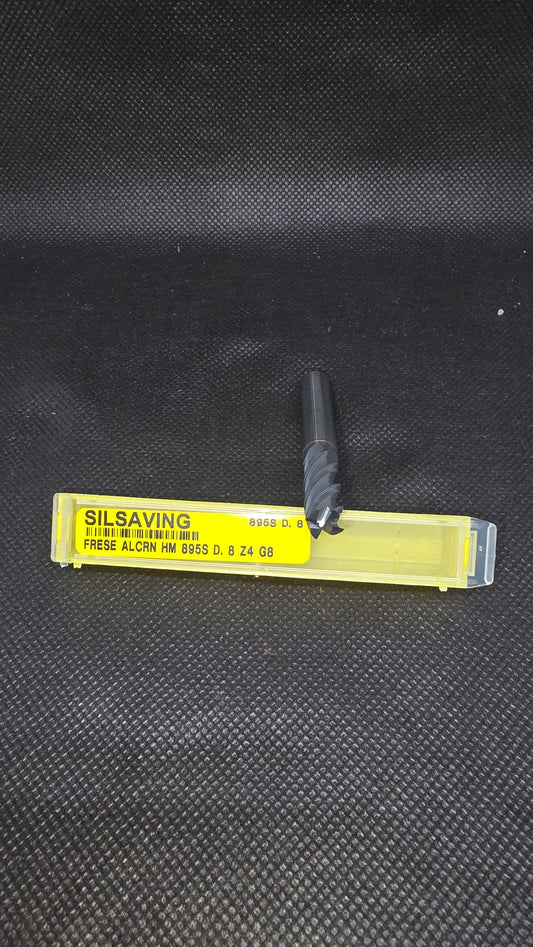 SILSAVING 895S D. 8
FRESE ALCRN HM 895S D. 8 Z4 G8